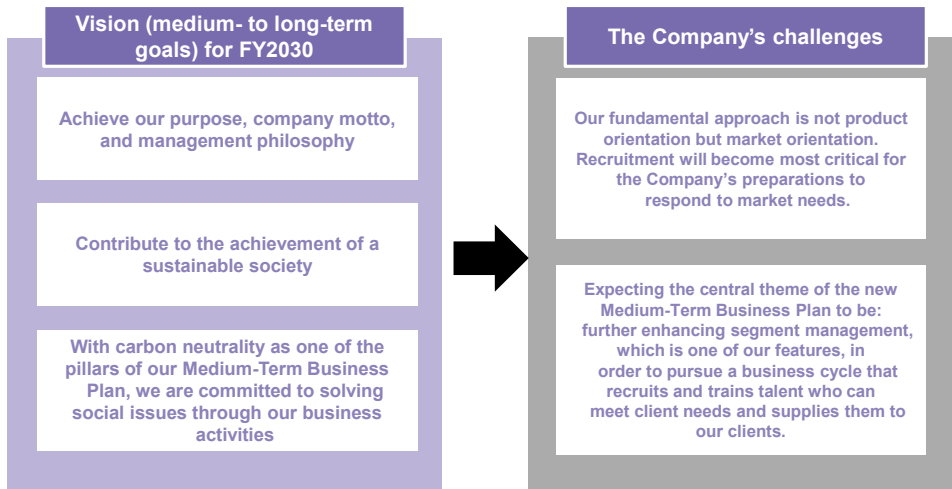 Vision (medium- to long-term
goals) for FY2030
Achieve our purpose, company motto,
and management philosophy
Contribute to the achievement of a
sustainable society
With carbon neutrality as one of the
pillars of our Medium-Term Business
Plan, we are committed to solving
social issues through our business
activities
The Company’s challenges
Our fundamental approach is not product
orientation but market orientation.
Recruitment will become most critical for
the Company’s preparations to
respond to market needs.
Expecting the central theme of the new
Medium-Term Business Plan to be:
further enhancing segment management,
which is one of our features, in
order to pursue a business cycle that
recruits and trains talent who can
meet client needs and supplies them to
our clients.